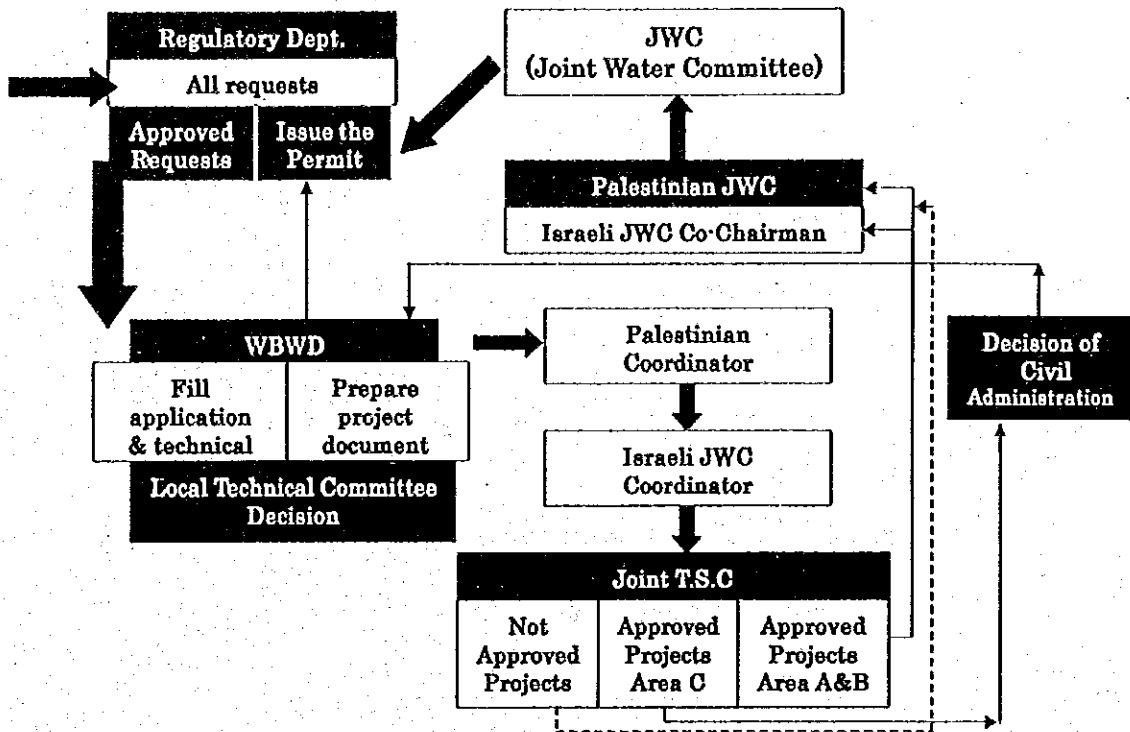 Regulatory Dept.
All requests
Approved
Requests
Issue the
Permit
JWC
(Joint Water Committee)
Palestinian JWC
Israeli JWC Co-Chairman
WBWD
Fill
application
& technical
Prepare
project
document
Local Technical Committee
Decision
Palestinian
Coordinator
Israeli JWC
Coordinator
Decision of
Civil
Administration
Joint T.S.C
Not
Approved
Projects
Approved
Projects
Area C
Approved
Projects
Area A&B